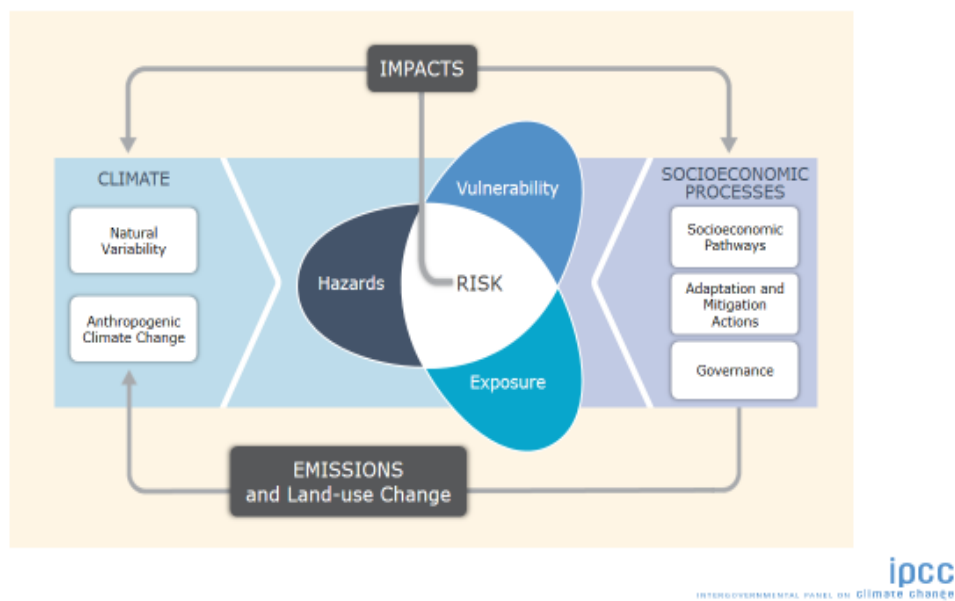 IMPACTS
CLIMATE
Natural
Variability
Anthropogenic
Climate Change
Vulnerability
Hazards
RISK
Exposure
SOCIOECONOMIC
PROCESSES
Socioeconomic
Pathways
Adaptation and
Mitigation
Actions
Governance
EMISSIONS
and Land-use Change
ipcc
INTERGOVERNMENTAL PANEL ON climate change